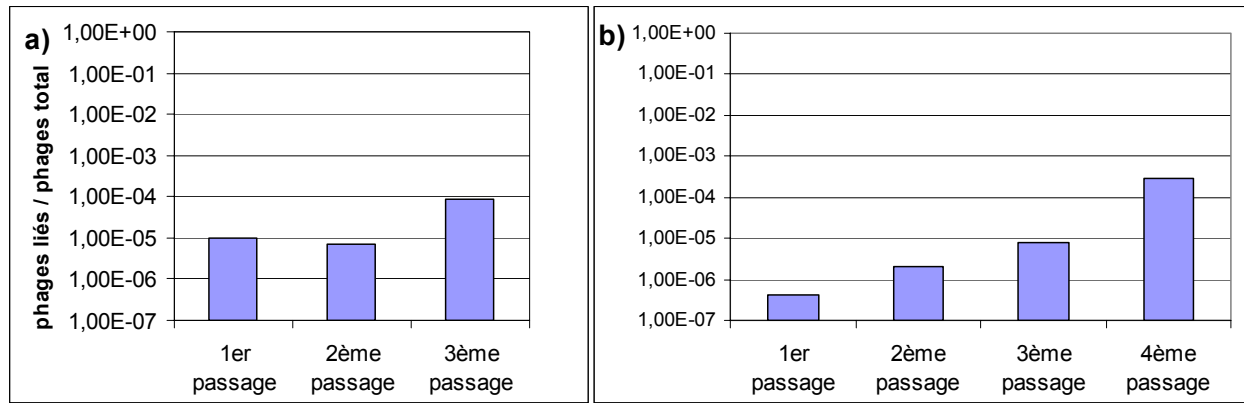 a)
phages liés / phages total
1,00E+00
1,00E-01
1,00E-02
1,00E-03
1,00E-04
1,00E-05
1,00E-06
1,00E-07
1er 2ème 3ème
passage passage passage
b)
1,00E+00
1,00E-01
1,00E-02
1,00E-03
1,00E-04
1,00E-05
1,00E-06
1,00E-07
1er 2ème 3ème 4ème
passage passage passage passage